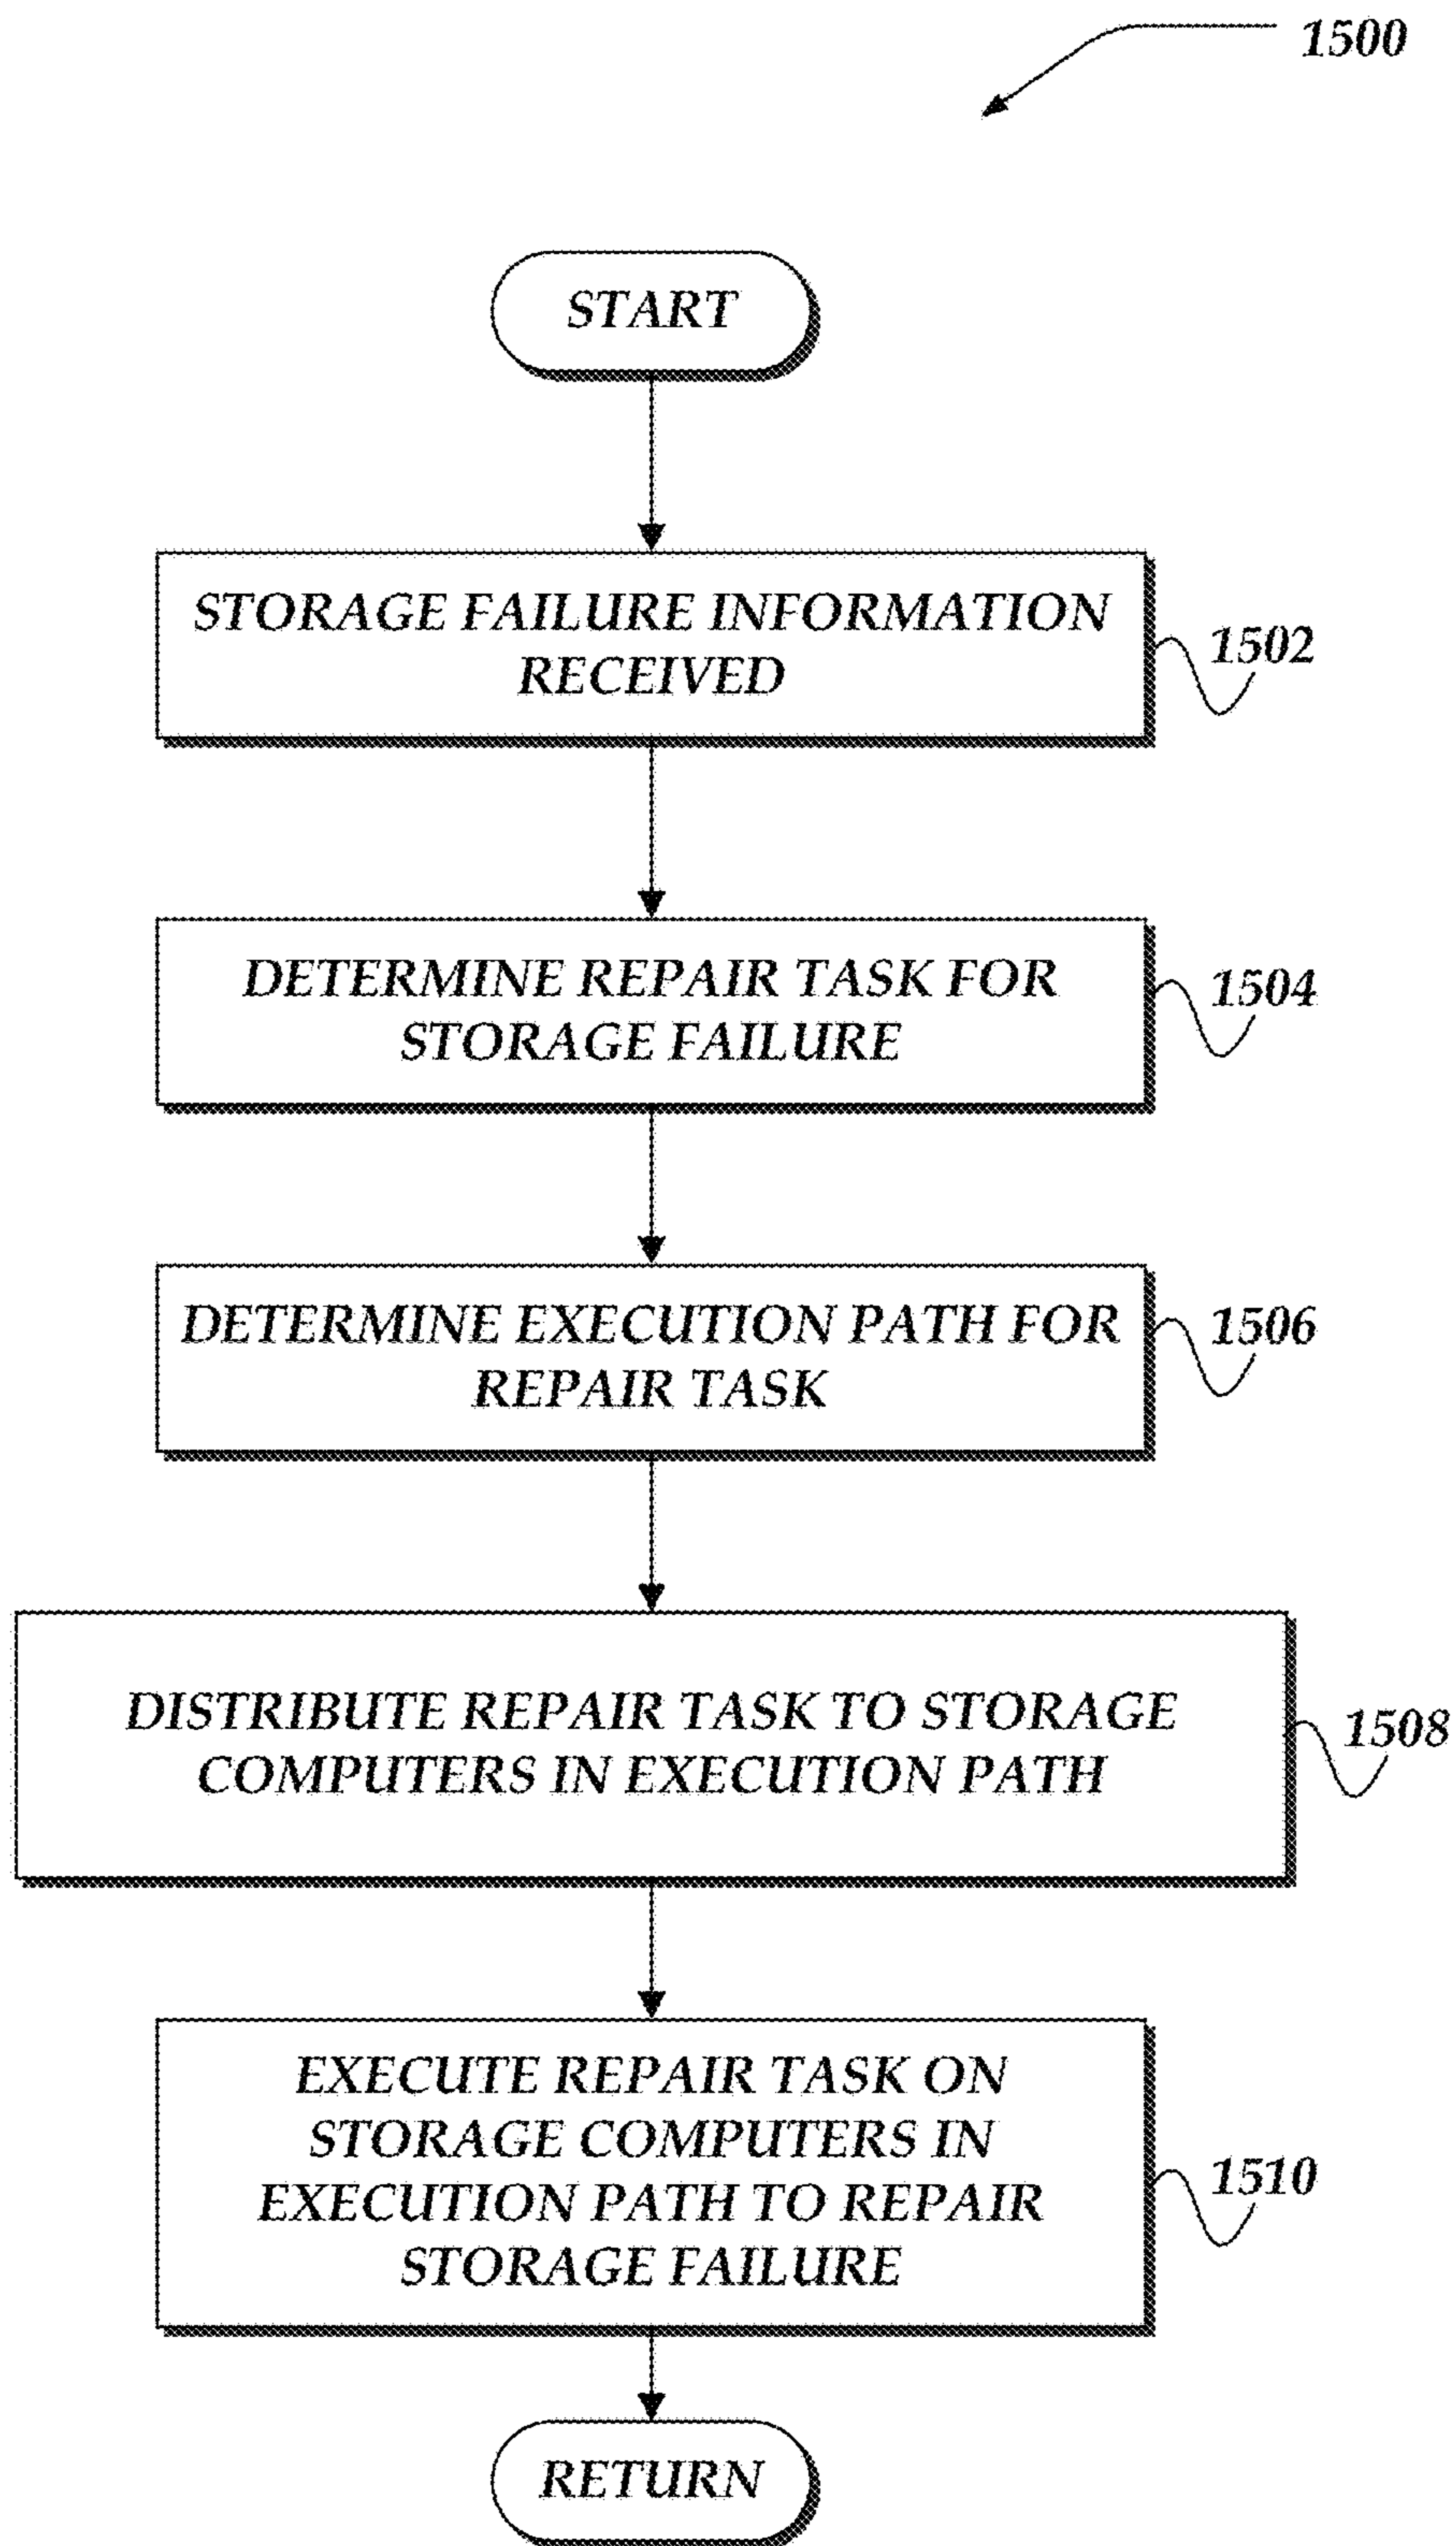 1500
START
STORAGE FAILURE INFORMATION
RECEIVED
1502
DETERMINE REPAIR TASK FOR
STORAGE FAILURE
1504
DETERMINE EXECUTION PATH FOR
REPAIR TASK
1506
DISTRIBUTE REPAIR TASK TO STORAGE
COMPUTERS IN EXECUTION PATH
1508
EXECUTE REPAIR TASK ON
STORAGE COMPUTERS IN
EXECUTION PATH TO REPAIR
STORAGE FAILURE
1510
RETURN